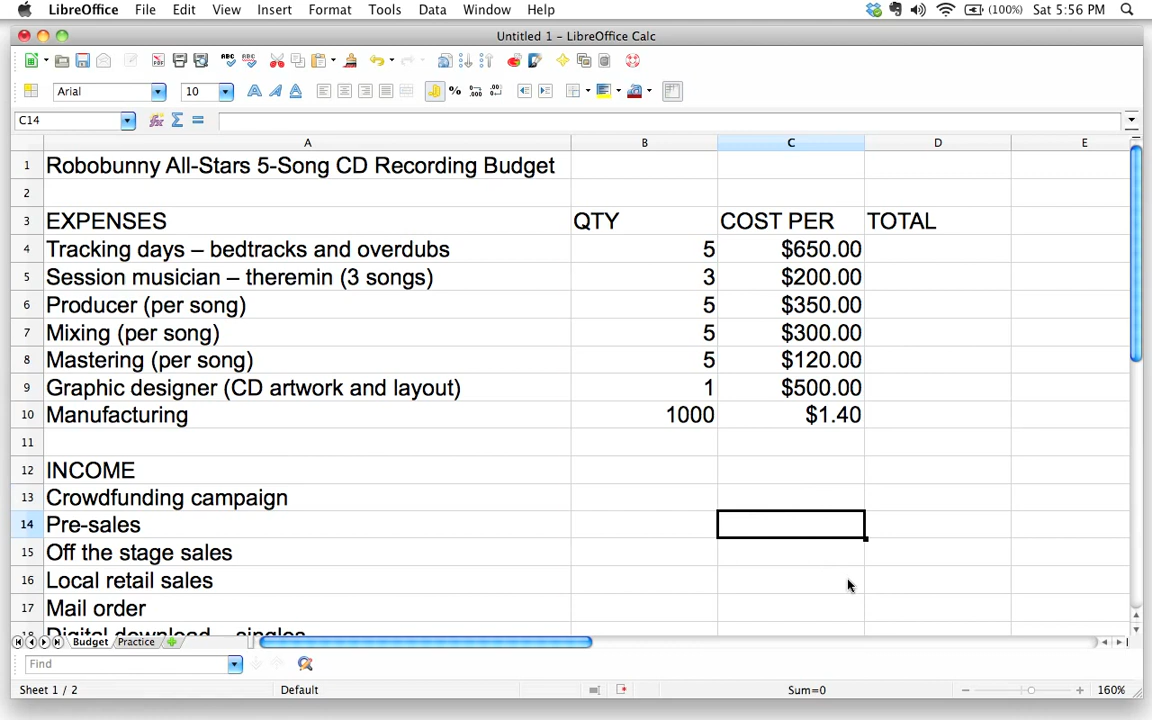 LibreOffice File Edit View Insert Format Tools Data Window Help (100%) Sat 5:56 PM
Untitled 1 – LibreOffice Calc
Arial 10
C14
A B C D E
1 Robobunny All-Stars 5-Song CD Recording Budget
2
3 EXPENSES QTY COST PER TOTAL
4 Tracking days – bedtracks and overdubs 5 $650.00
5 Session musician – theremin (3 songs) 3 $200.00
6 Producer (per song) 5 $350.00
7 Mixing (per song) 5 $300.00
8 Mastering (per song) 5 $120.00
9 Graphic designer (CD artwork and layout) 1 $500.00
10 Manufacturing 1000 $1.40
11
12 INCOME
13 Crowdfunding campaign
14 Pre-sales
15 Off the stage sales
16 Local retail sales
17 Mail order
18 Digital download – singles
Budget Practice
Find
Sheet 1 / 2 Default Sum=0 160%